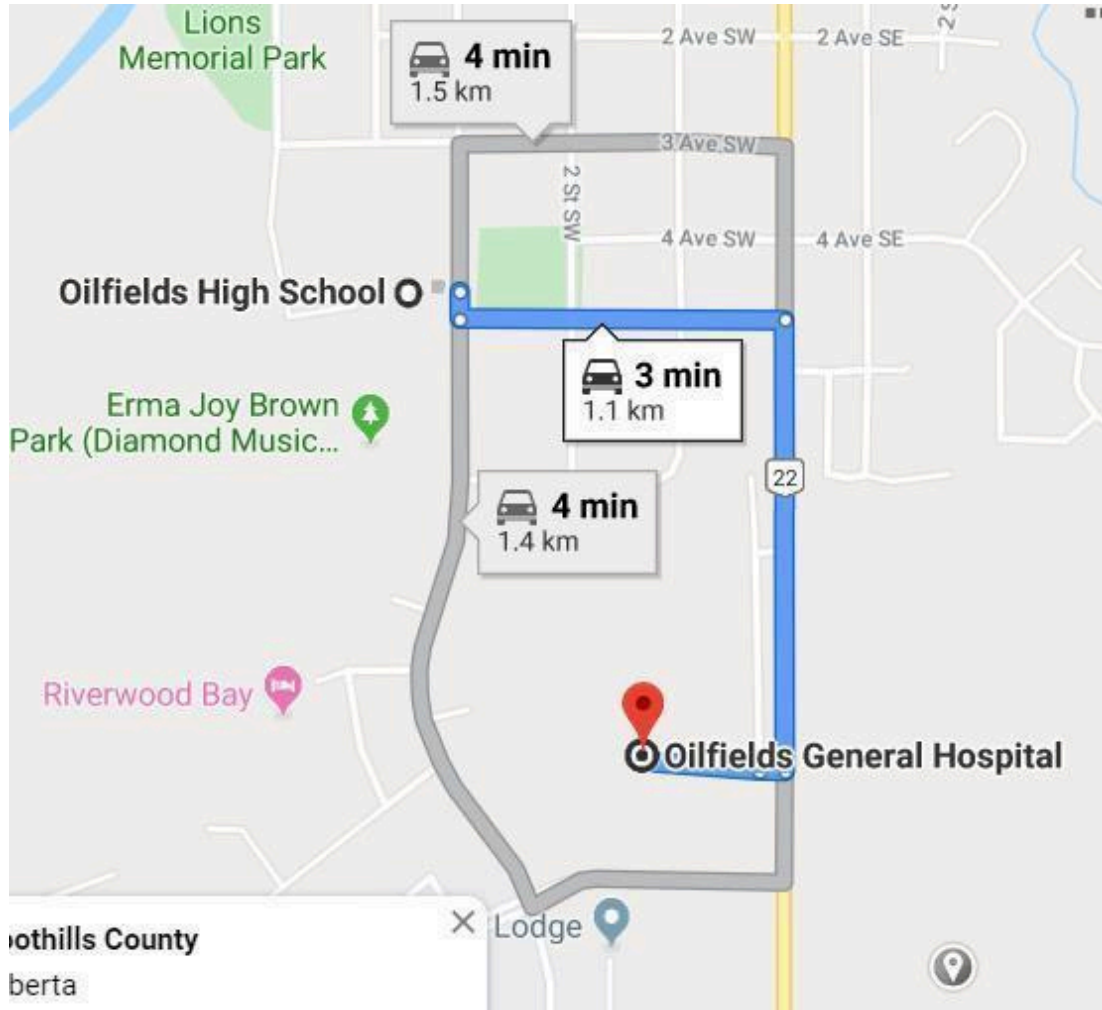 Lions
Memorial Park
4 min
1.5 km
2 Ave SW
2 Ave SE
2 S
3 Ave SW
2 St SW
4 Ave SW
4 Ave SE
Oilfields High School
3 min
1.1 km
Erma Joy Brown
Park (Diamond Music...
22
4 min
1.4 km
Riverwood Bay
Oilfields General Hospital
Lodge
oothills County
berta